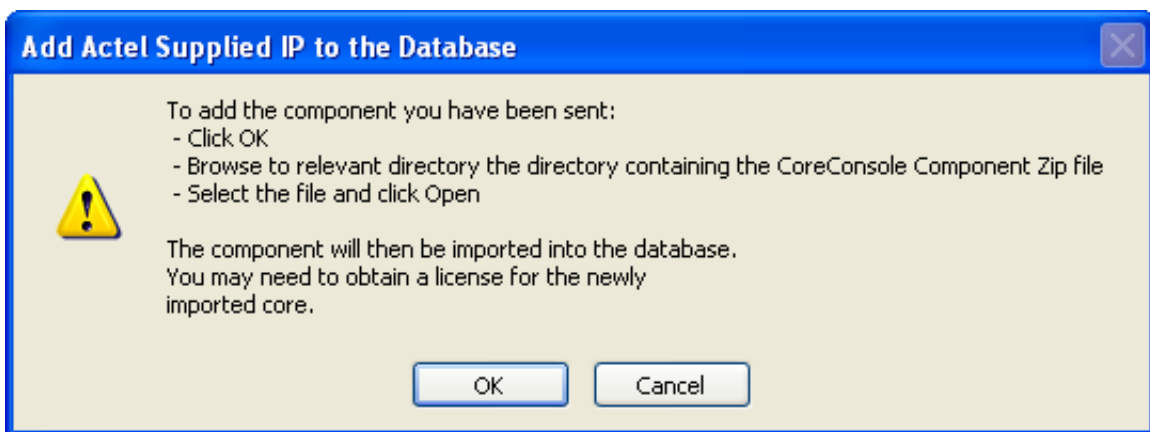 Add Actel Supplied IP to the Database
To add the component you have been sent:
- Click OK
- Browse to relevant directory the directory containing the CoreConsole Component Zip file
- Select the file and click Open
The component will then be imported into the database.
You may need to obtain a license for the newly
imported core.
OK
Cancel